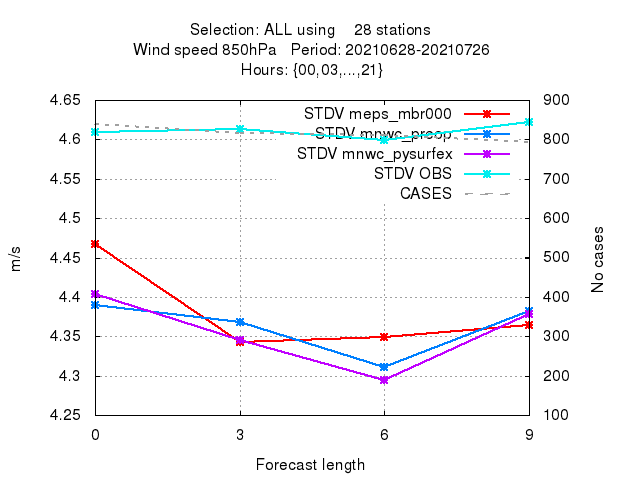 Selection: ALL using    28 stations
Wind speed 850hPa   Period: 20210628-20210726
Hours: {00,03,...,21}
4.65
4.6
4.55
4.5
4.45
4.4
4.35
4.3
4.25
900
800
700
600
500
400
300
200
100
STDV meps_mbr000
STDV mnwc_preop
STDV mnwc_pysurfex
STDV OBS
CASES
m/s
No cases
0 3 6 9
Forecast length